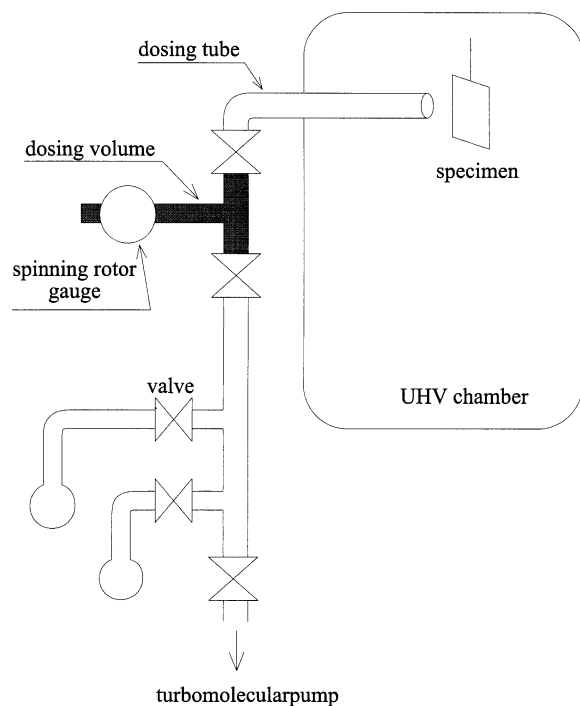 dosing tube
dosing volume
specimen
spinning rotor
gauge
valve
UHV chamber
turbomolecularpump